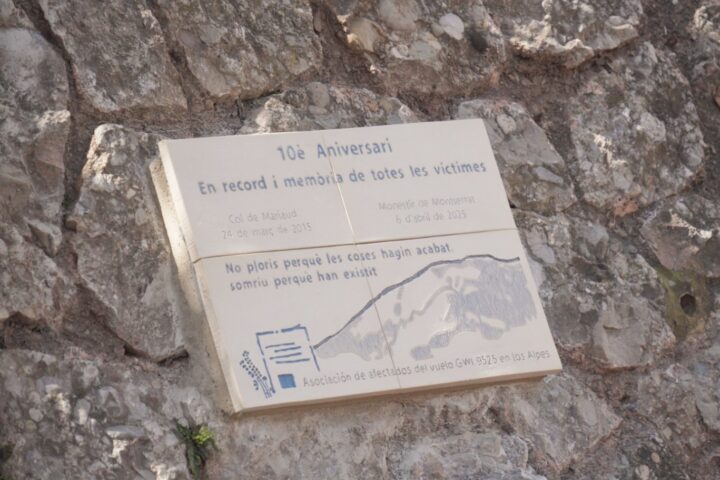 10è Aniversari
En record i memòria de totes les víctimes
Col de Mariaud
24 de març de 2015
Monestir de Montserrat
6 d'abril de 2025
No ploris perquè les coses hagin acabat,
somriu perquè han existit
Asociación de afectados del vuelo GWI 9525 en los Alpes